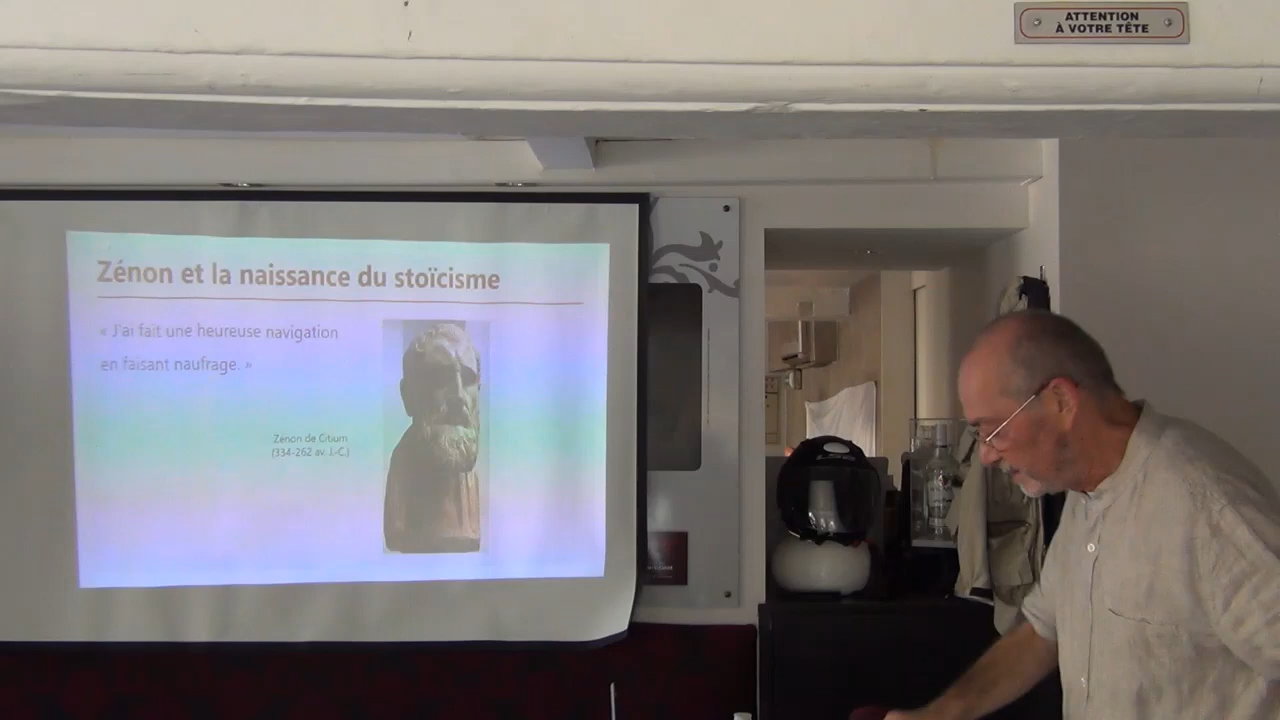 ATTENTION
À VOTRE TÊTE
Zénon et la naissance du stoïcisme
« J'ai fait une heureuse navigation
en faisant naufrage. »
Zénon de Citium
(334-262 av. J.-C.)